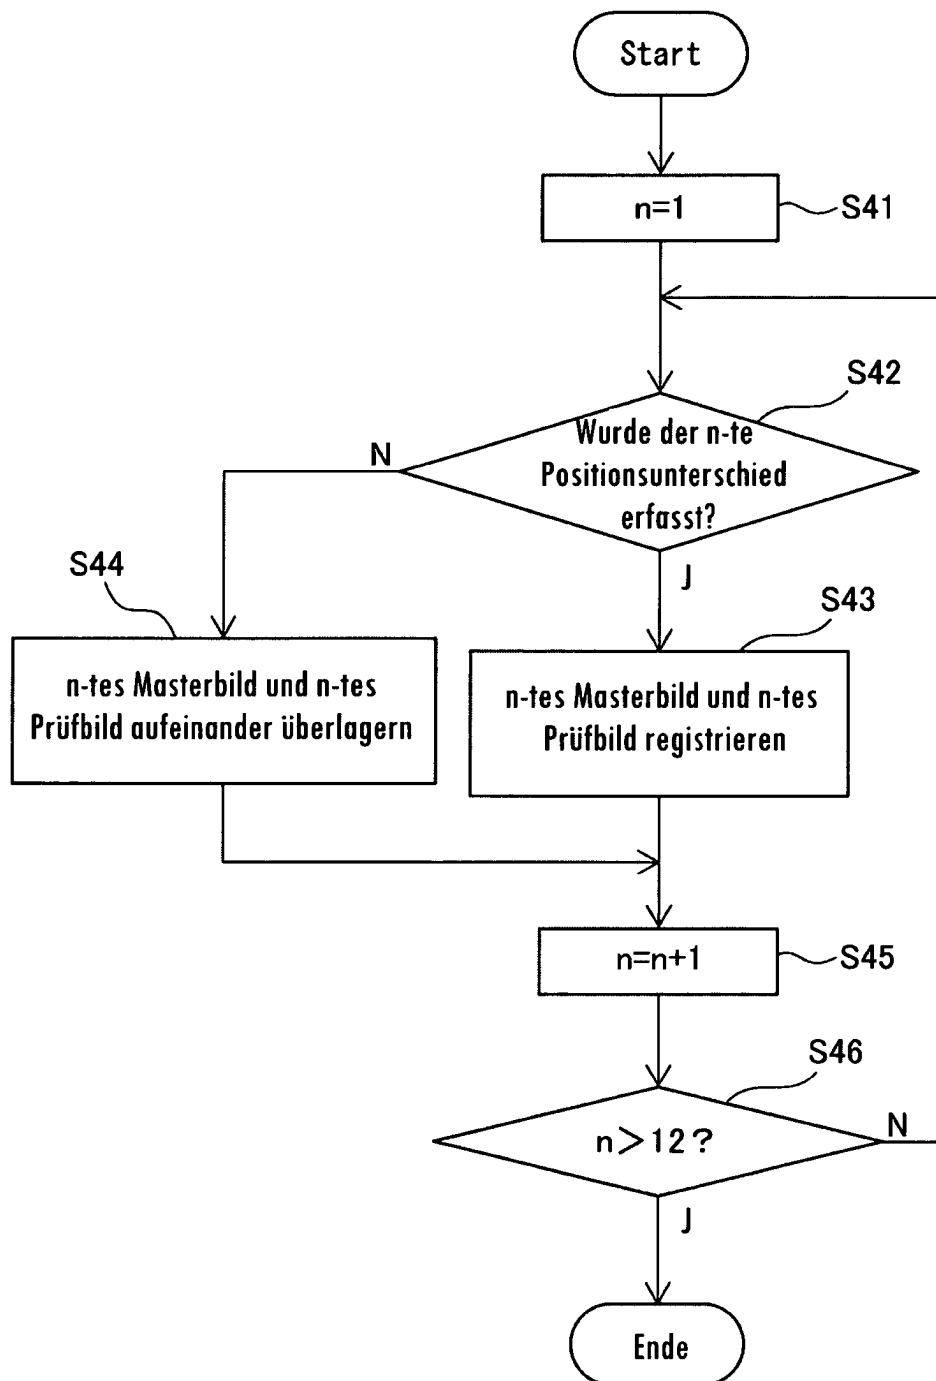 Start
n=1
S41
S42
Wurde der n-te
Positionsunterschied
erfasst?
N
J
S44
S43
n-tes Masterbild und n-tes
Prüfbild aufeinander überlagern
n-tes Masterbild und n-tes
Prüfbild registrieren
n=n+1
S45
S46
n>12?
N
J
Ende